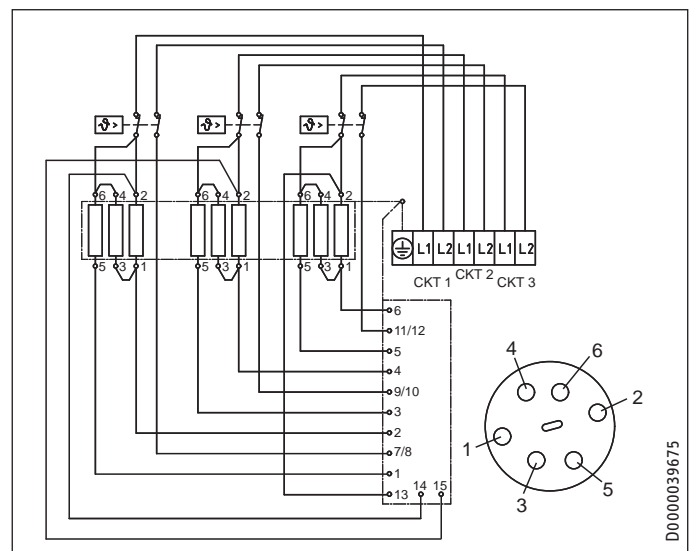 ϑ> ϑ> ϑ>
6 4 2 6 4 2 6 4 2
L1 L2 L1 L2 L1 L2
CKT 1 CKT 2 CKT 3
5 3 1 5 3 1 5 3 1
6
11/12
5
4
9/10
3
2
7/8
1
13 14 15
4 6
2
1
3 5
D0000039675